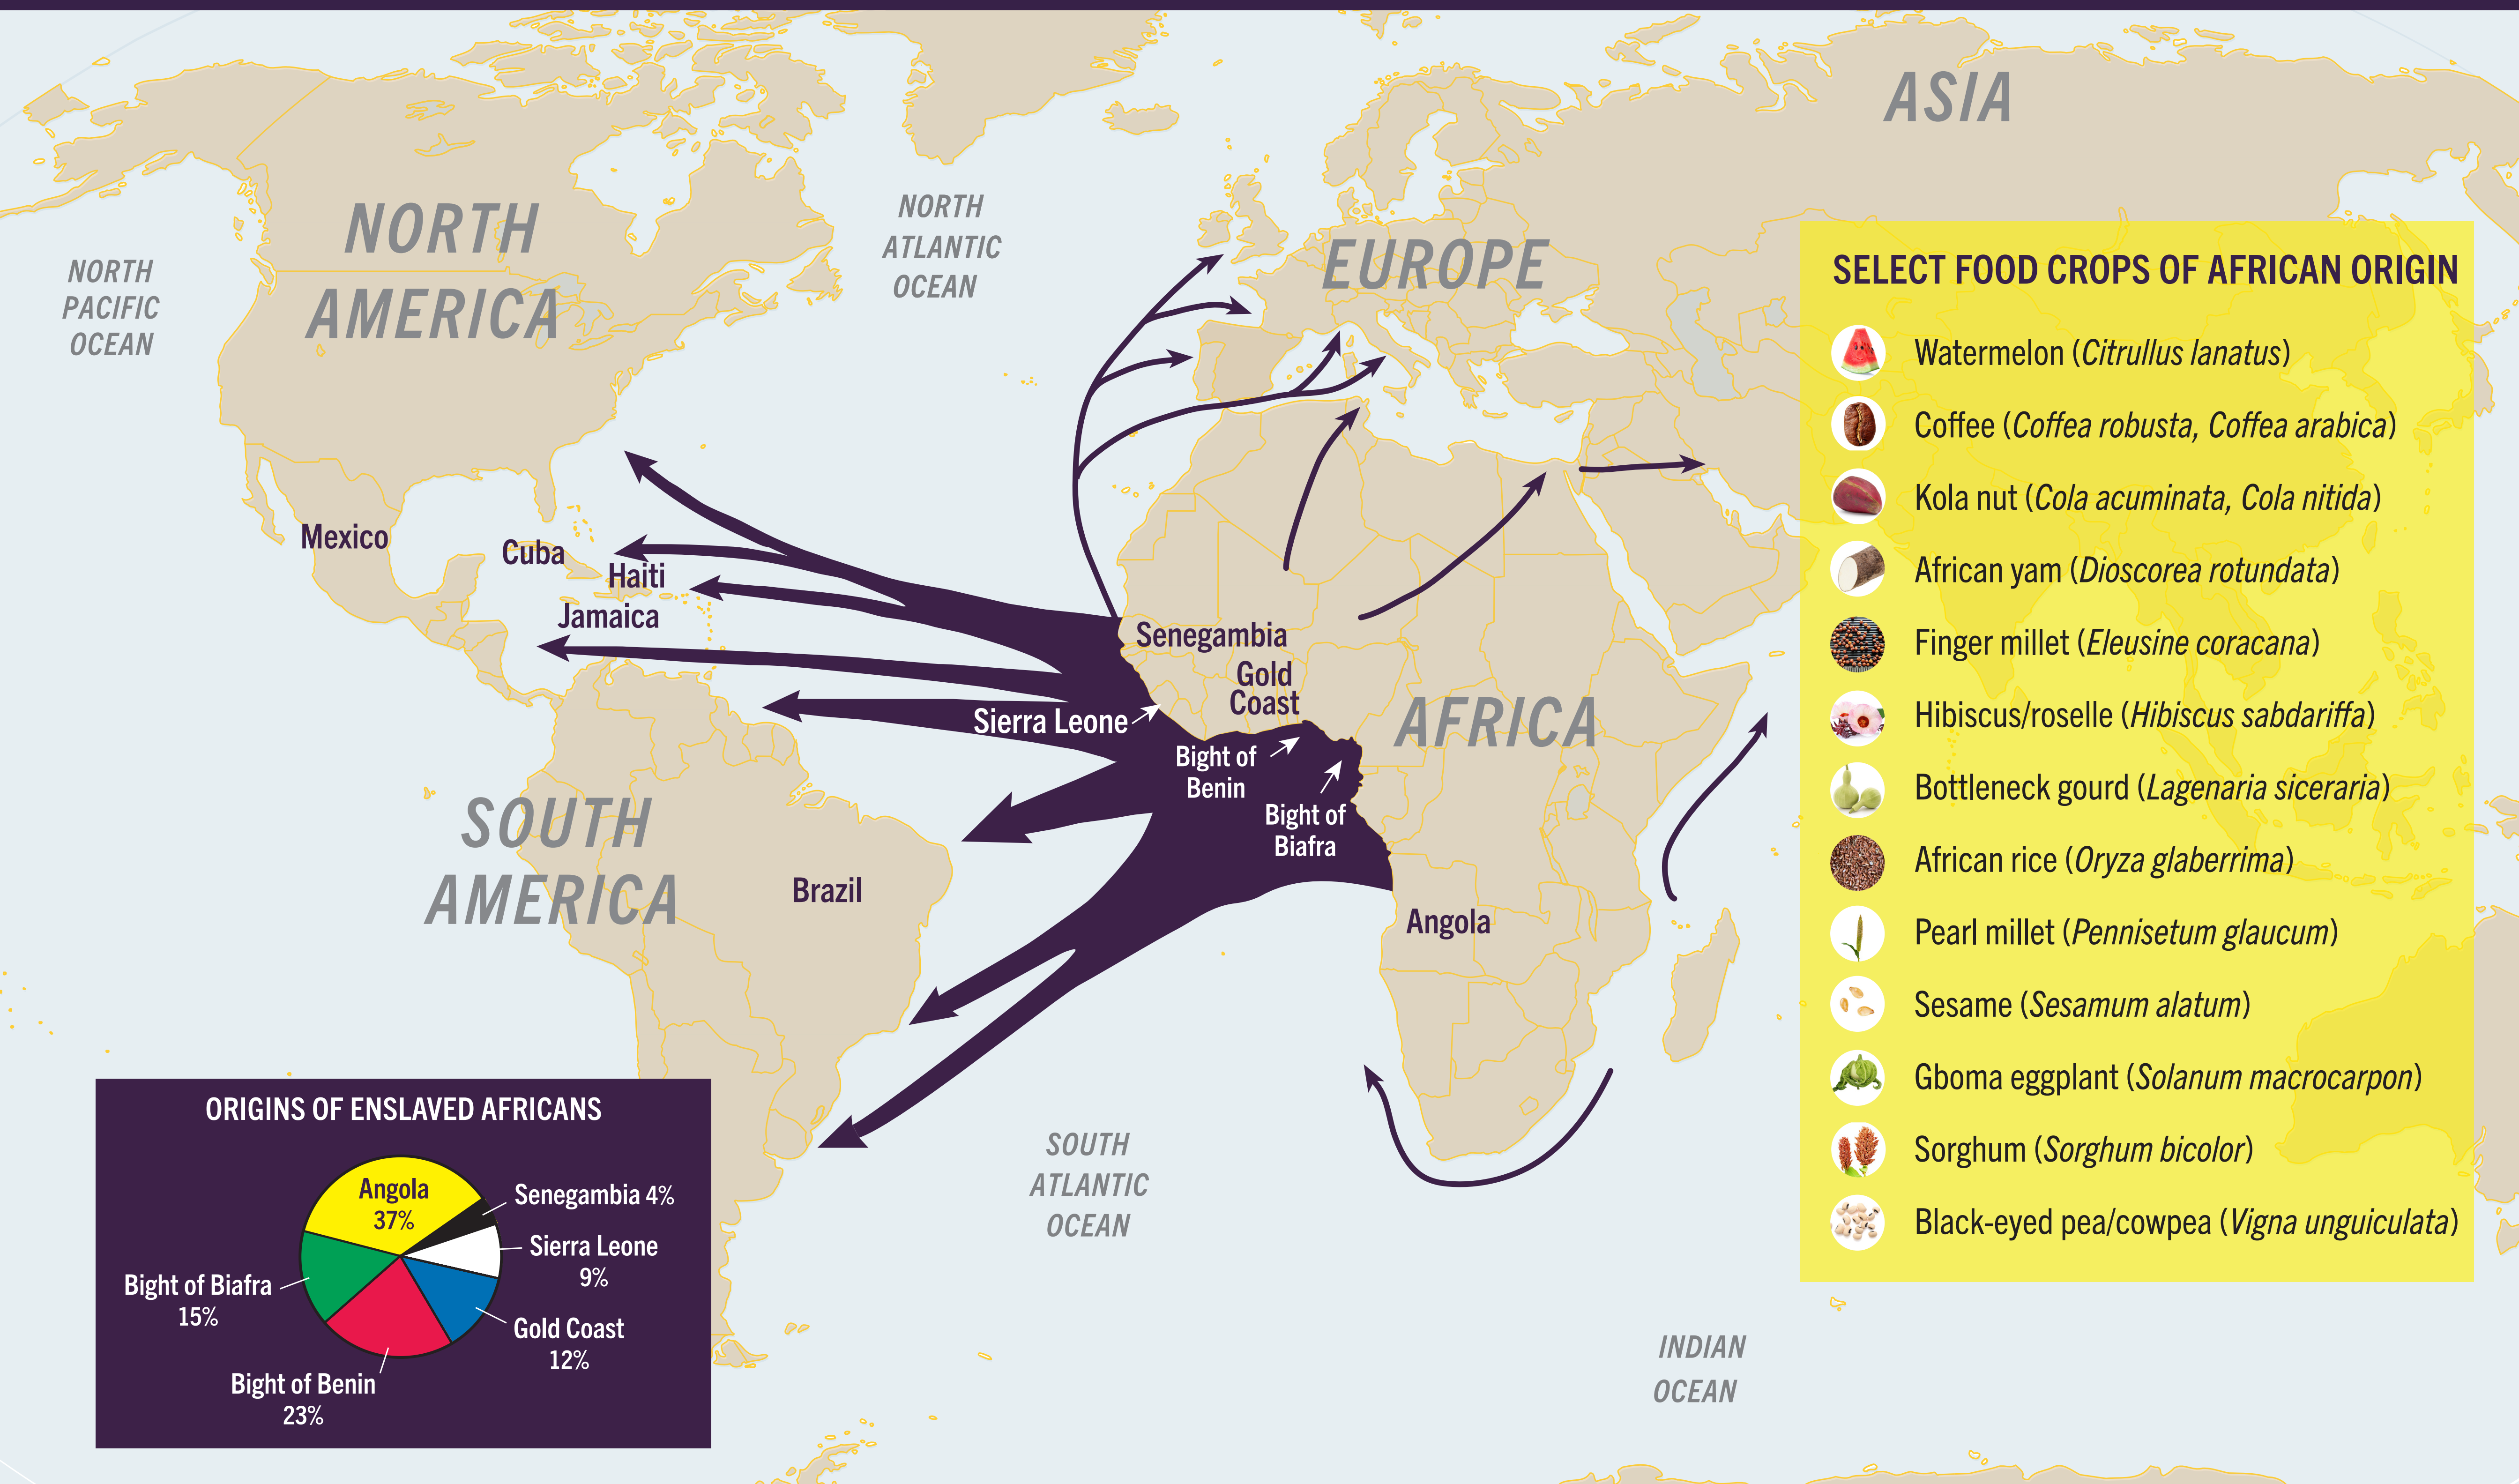 ASIA
NORTH
AMERICA
NORTH
ATLANTIC
OCEAN
EUROPE
NORTH
PACIFIC
OCEAN
Mexico
Cuba
Haiti
Jamaica
Senegambia
Gold
Coast
Sierra Leone
AFRICA
Bight of
Benin
Bight of
Biafra
SOUTH
AMERICA
Brazil
Angola
SOUTH
ATLANTIC
OCEAN
INDIAN
OCEAN
SELECT FOOD CROPS OF AFRICAN ORIGIN
Watermelon (Citrullus lanatus)
Coffee (Coffea robusta, Coffea arabica)
Kola nut (Cola acuminata, Cola nitida)
African yam (Dioscorea rotundata)
Finger millet (Eleusine coracana)
Hibiscus/roselle (Hibiscus sabdariffa)
Bottleneck gourd (Lagenaria siceraria)
African rice (Oryza glaberrima)
Pearl millet (Pennisetum glaucum)
Sesame (Sesamum alatum)
Gboma eggplant (Solanum macrocarpon)
Sorghum (Sorghum bicolor)
Black-eyed pea/cowpea (Vigna unguiculata)
ORIGINS OF ENSLAVED AFRICANS
Angola
37%
Senegambia 4%
Sierra Leone
9%
Gold Coast
12%
Bight of Benin
23%
Bight of Biafra
15%